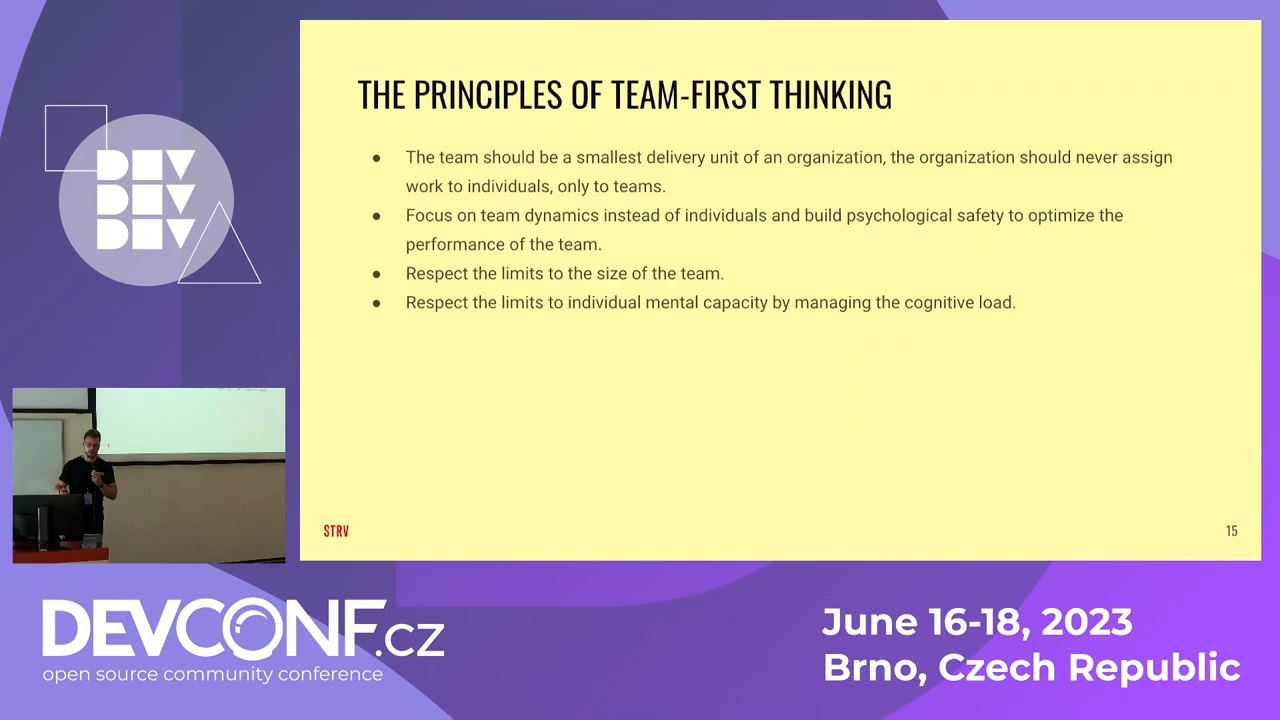 THE PRINCIPLES OF TEAM-FIRST THINKING
● The team should be a smallest delivery unit of an organization, the organization should never assign
work to individuals, only to teams.
● Focus on team dynamics instead of individuals and build psychological safety to optimize the
performance of the team.
● Respect the limits to the size of the team.
● Respect the limits to individual mental capacity by managing the cognitive load.
STRV
15
DEV
DEV
DEV
DEVCONF.cz
open source community conference
June 16-18, 2023
Brno, Czech Republic